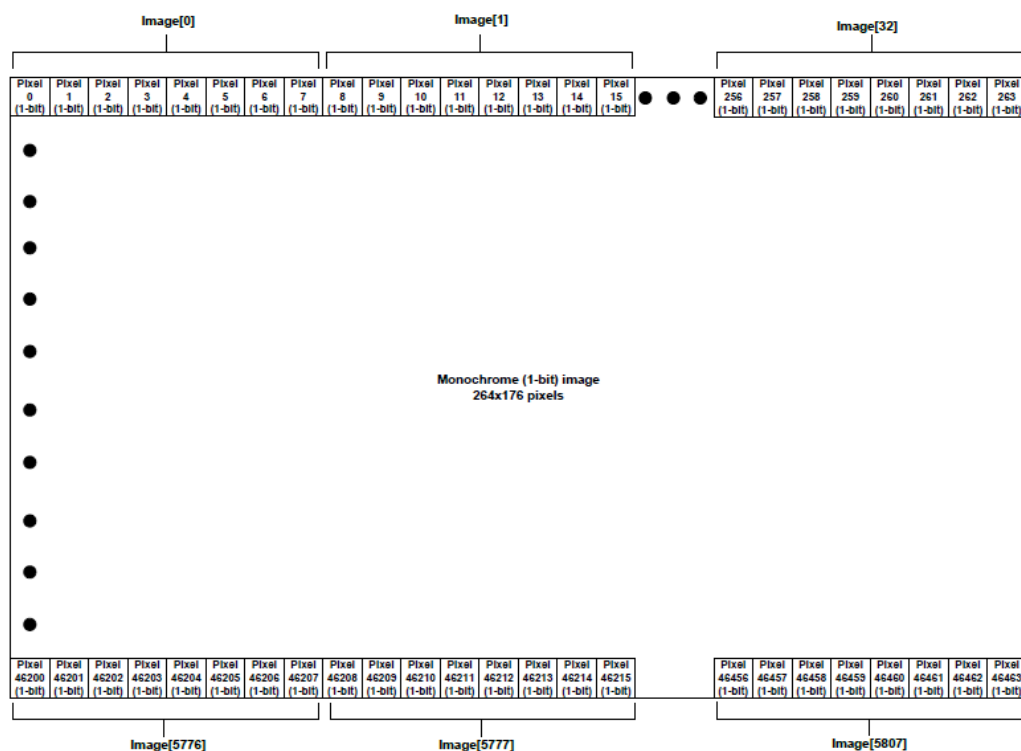 Image[0] Image[1] Image[32]
Pixel Pixel Pixel Pixel Pixel Pixel Pixel Pixel Pixel Pixel Pixel Pixel Pixel Pixel Pixel Pixel Pixel Pixel Pixel Pixel Pixel Pixel Pixel Pixel
0 1 2 3 4 5 6 7 8 9 10 11 12 13 14 15 256 257 258 259 260 261 262 263
(1-bit) (1-bit) (1-bit) (1-bit) (1-bit) (1-bit) (1-bit) (1-bit) (1-bit) (1-bit) (1-bit) (1-bit) (1-bit) (1-bit) (1-bit) (1-bit) (1-bit) (1-bit) (1-bit) (1-bit) (1-bit) (1-bit) (1-bit) (1-bit)
Monochrome (1-bit) image
264x176 pixels
Pixel Pixel Pixel Pixel Pixel Pixel Pixel Pixel Pixel Pixel Pixel Pixel Pixel Pixel Pixel Pixel Pixel Pixel Pixel Pixel Pixel Pixel Pixel Pixel
46200 46201 46202 46203 46204 46205 46206 46207 46208 46209 46210 46211 46212 46213 46214 46215 46456 46457 46458 46459 46460 46461 46462 46463
(1-bit) (1-bit) (1-bit) (1-bit) (1-bit) (1-bit) (1-bit) (1-bit) (1-bit) (1-bit) (1-bit) (1-bit) (1-bit) (1-bit) (1-bit) (1-bit) (1-bit) (1-bit) (1-bit) (1-bit) (1-bit) (1-bit) (1-bit) (1-bit)
Image[5776] Image[5777] Image[5807]